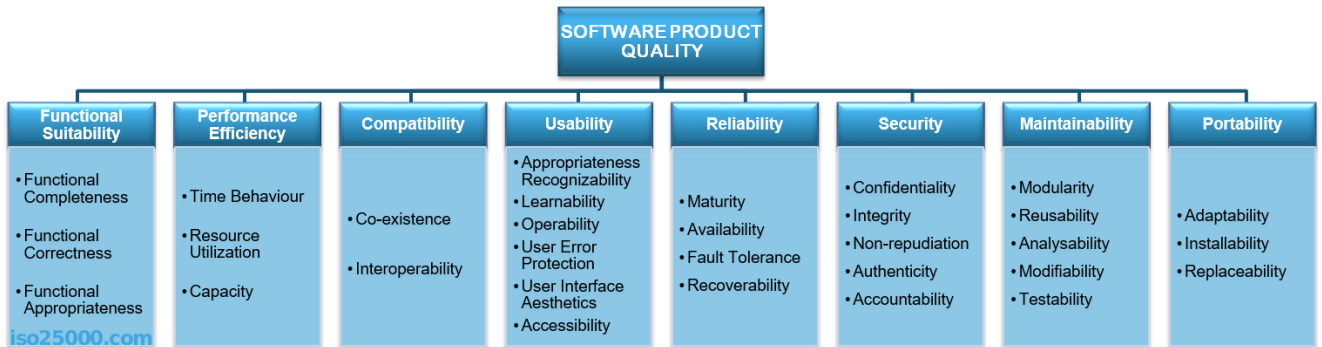 SOFTWARE PRODUCT
QUALITY
Functional
Suitability
• Functional
Completeness
• Functional
Correctness
• Functional
Appropriateness
Performance
Efficiency
• Time Behaviour
• Resource
Utilization
• Capacity
Compatibility
• Co-existence
• Interoperability
Usability
• Appropriateness
Recognizability
• Learnability
• Operability
• User Error
Protection
• User Interface
Aesthetics
• Accessibility
Reliability
• Maturity
• Availability
• Fault Tolerance
• Recoverability
Security
• Confidentiality
• Integrity
• Non-repudiation
• Authenticity
• Accountability
Maintainability
• Modularity
• Reusability
• Analysability
• Modifiability
• Testability
Portability
• Adaptability
• Installability
• Replaceability
iso25000.com